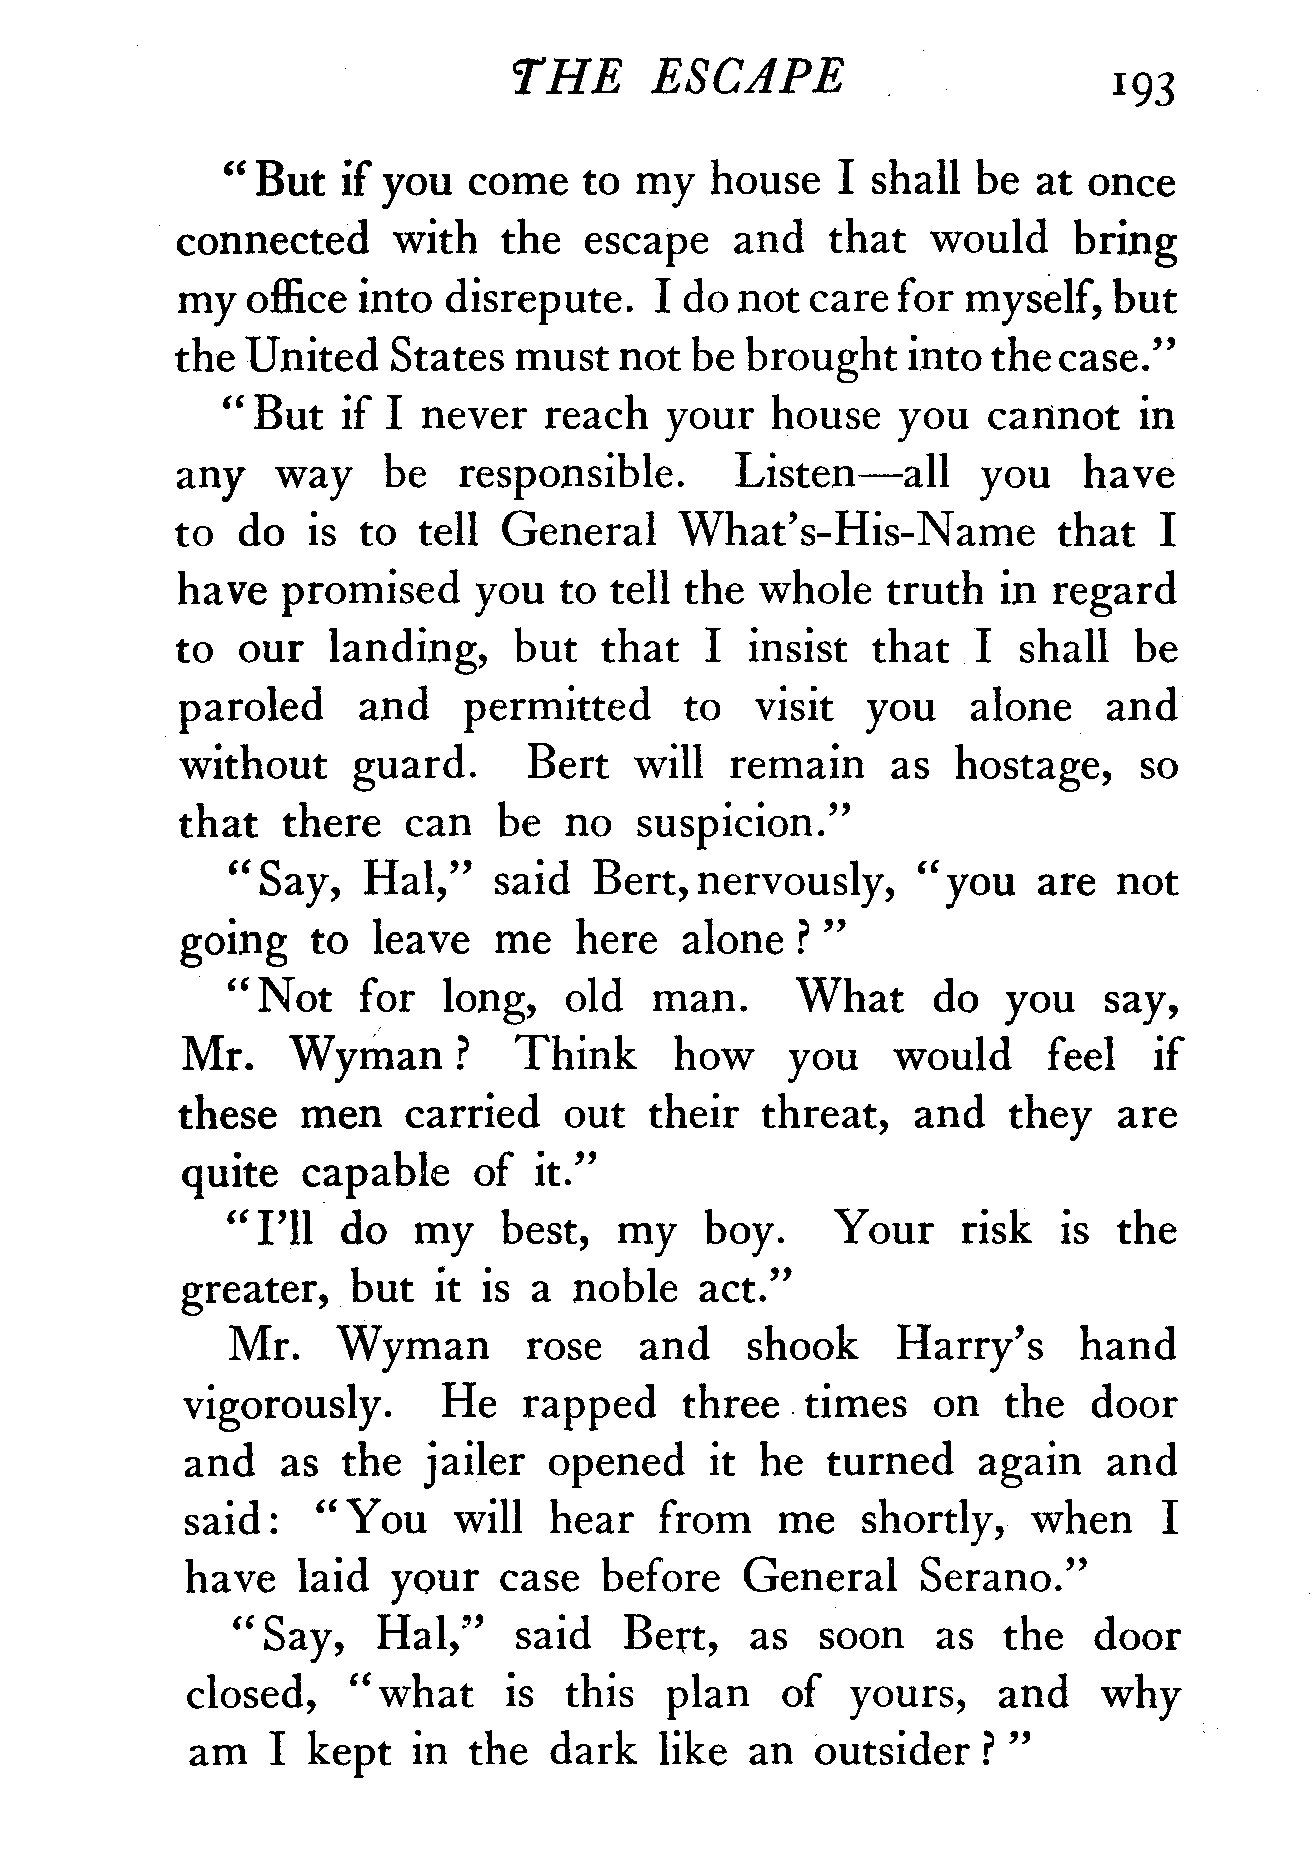 THE ESCAPE 193
"But if you come to my house I shall be at once
connected with the escape and that would bring
my office into disrepute. I do not care for myself, but
the United States must not be brought into the case."
"But if I never reach your house you cannot in
any way be responsible. Listen—all you have
to do is to tell General What's-His-Name that I
have promised you to tell the whole truth in regard
to our landing, but that I insist that I shall be
paroled and permitted to visit you alone and
without guard. Bert will remain as hostage, so
that there can be no suspicion."
"Say, Hal," said Bert, nervously, "you are not
going to leave me here alone?"
"Not for long, old man. What do you say,
Mr. Wyman? Think how you would feel if
these men carried out their threat, and they are
quite capable of it."
"I'll do my best, my boy. Your risk is the
greater, but it is a noble act."
Mr. Wyman rose and shook Harry's hand
vigorously. He rapped three times on the door
and as the jailer opened it he turned again and
said: "You will hear from me shortly, when I
have laid your case before General Serano."
"Say, Hal," said Bert, as soon as the door
closed, "what is this plan of yours, and why
am I kept in the dark like an outsider?"